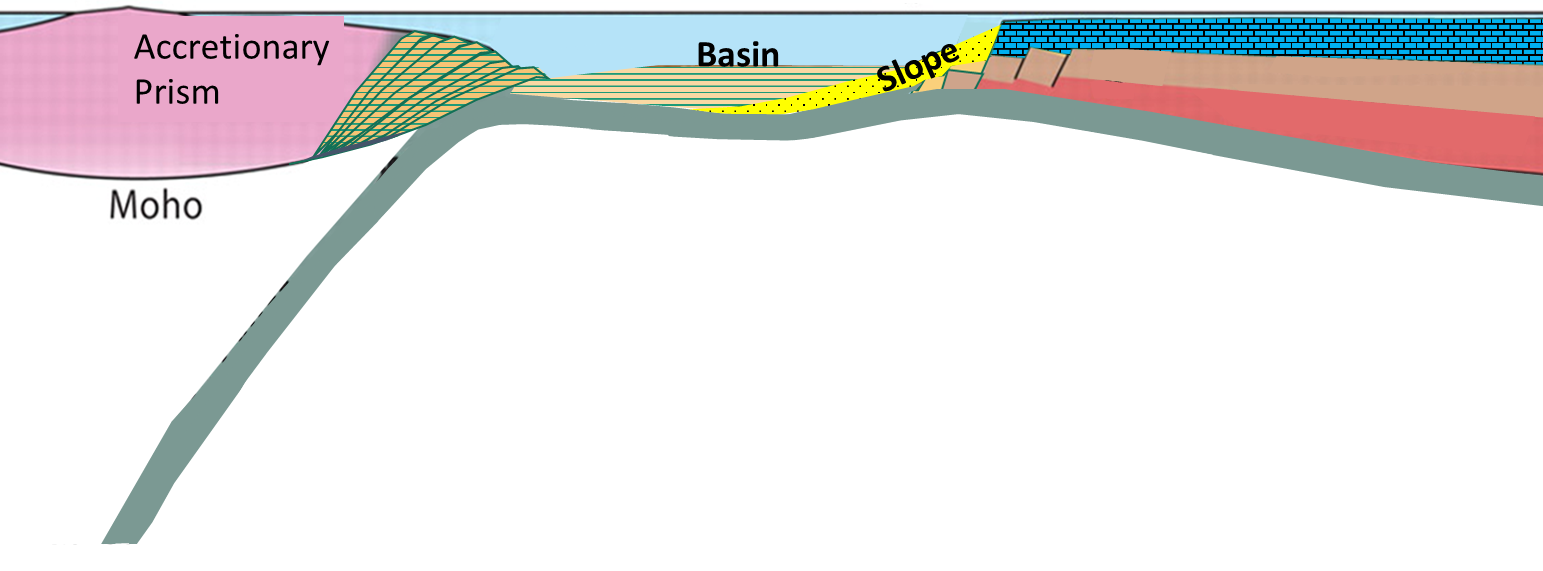 Accretionary
Prism
Basin
Slope
Moho